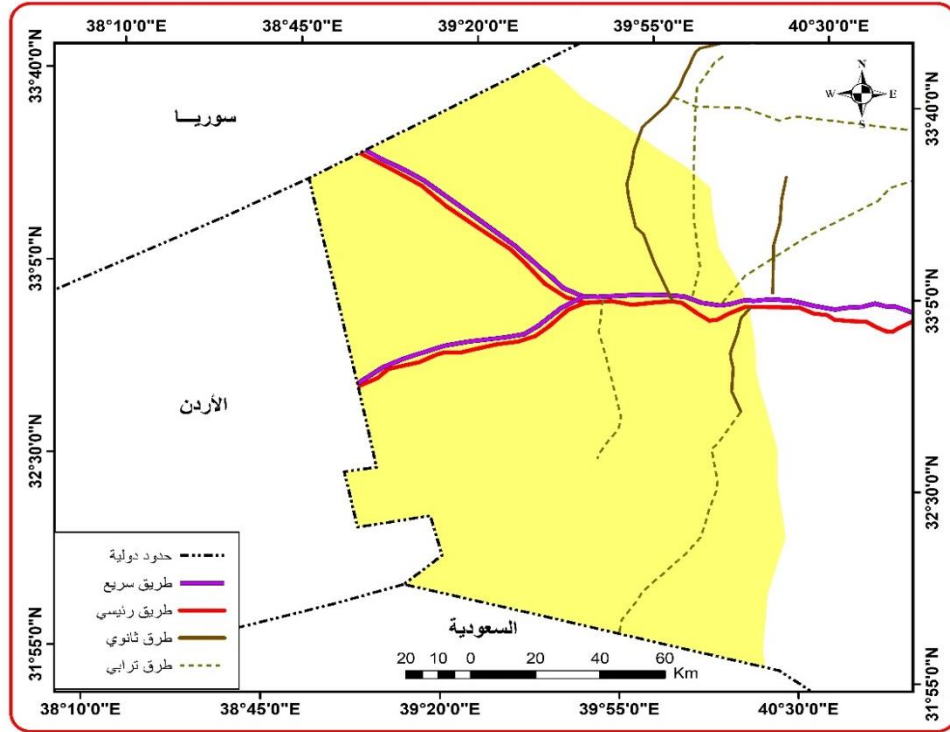 38°10'0"E 38°45'0"E 39°20'0"E 39°55'0"E 40°30'0"E
33°40'0"N
33°5'0"N
32°30'0"N
31°55'0"N
سوريـــا
N
W E
S
33°40'0"N
33°5'0"N
32°30'0"N
31°55'0"N
الأردن
حدود دولية
طريق سريع
طريق رئيسي
طرق ثانوي
طرق ترابي
السعودية
20 10 0 20 40 60
Km
38°10'0"E 38°45'0"E 39°20'0"E 39°55'0"E 40°30'0"E